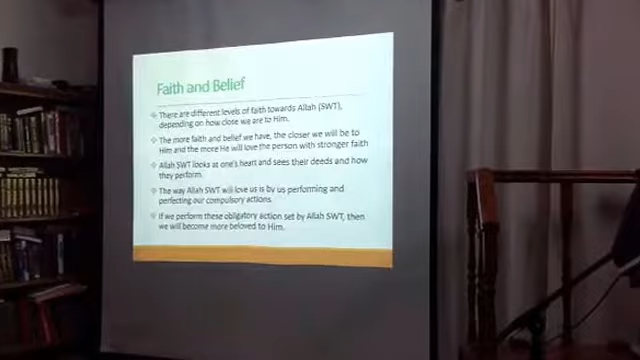 Faith and Belief
There are different levels of faith towards Allah (SWT),
depending on how close we are to Him.
The more faith and belief we have, the closer we will be to
Him and the more He will love the person with stronger faith
Allah SWT looks at one's heart and sees their deeds and how
they perform.
The way Allah SWT will love us is by us performing and
perfecting our compulsory actions.
If we perform these obligatory action set by Allah SWT, then
we will become more beloved to Him.